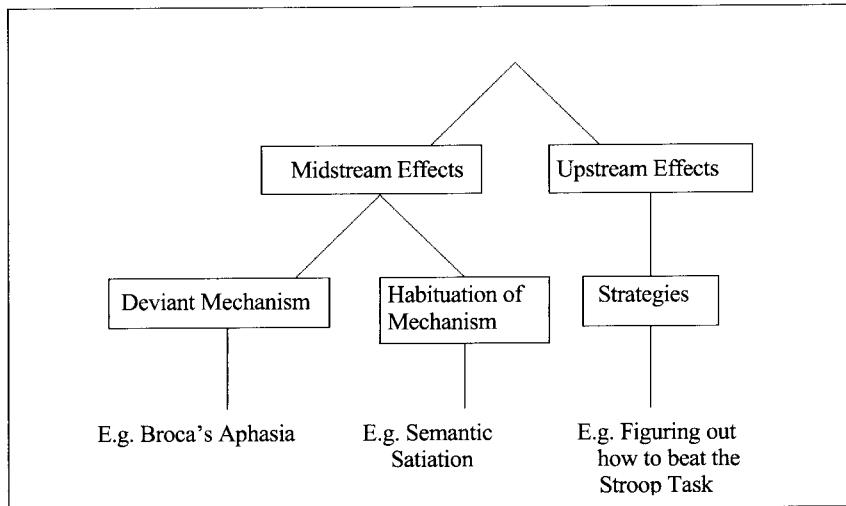 Midstream Effects
Upstream Effects
Deviant Mechanism
Habituation of
Mechanism
Strategies
E.g. Broca's Aphasia
E.g. Semantic
Satiation
E.g. Figuring out
how to beat the
Stroop Task